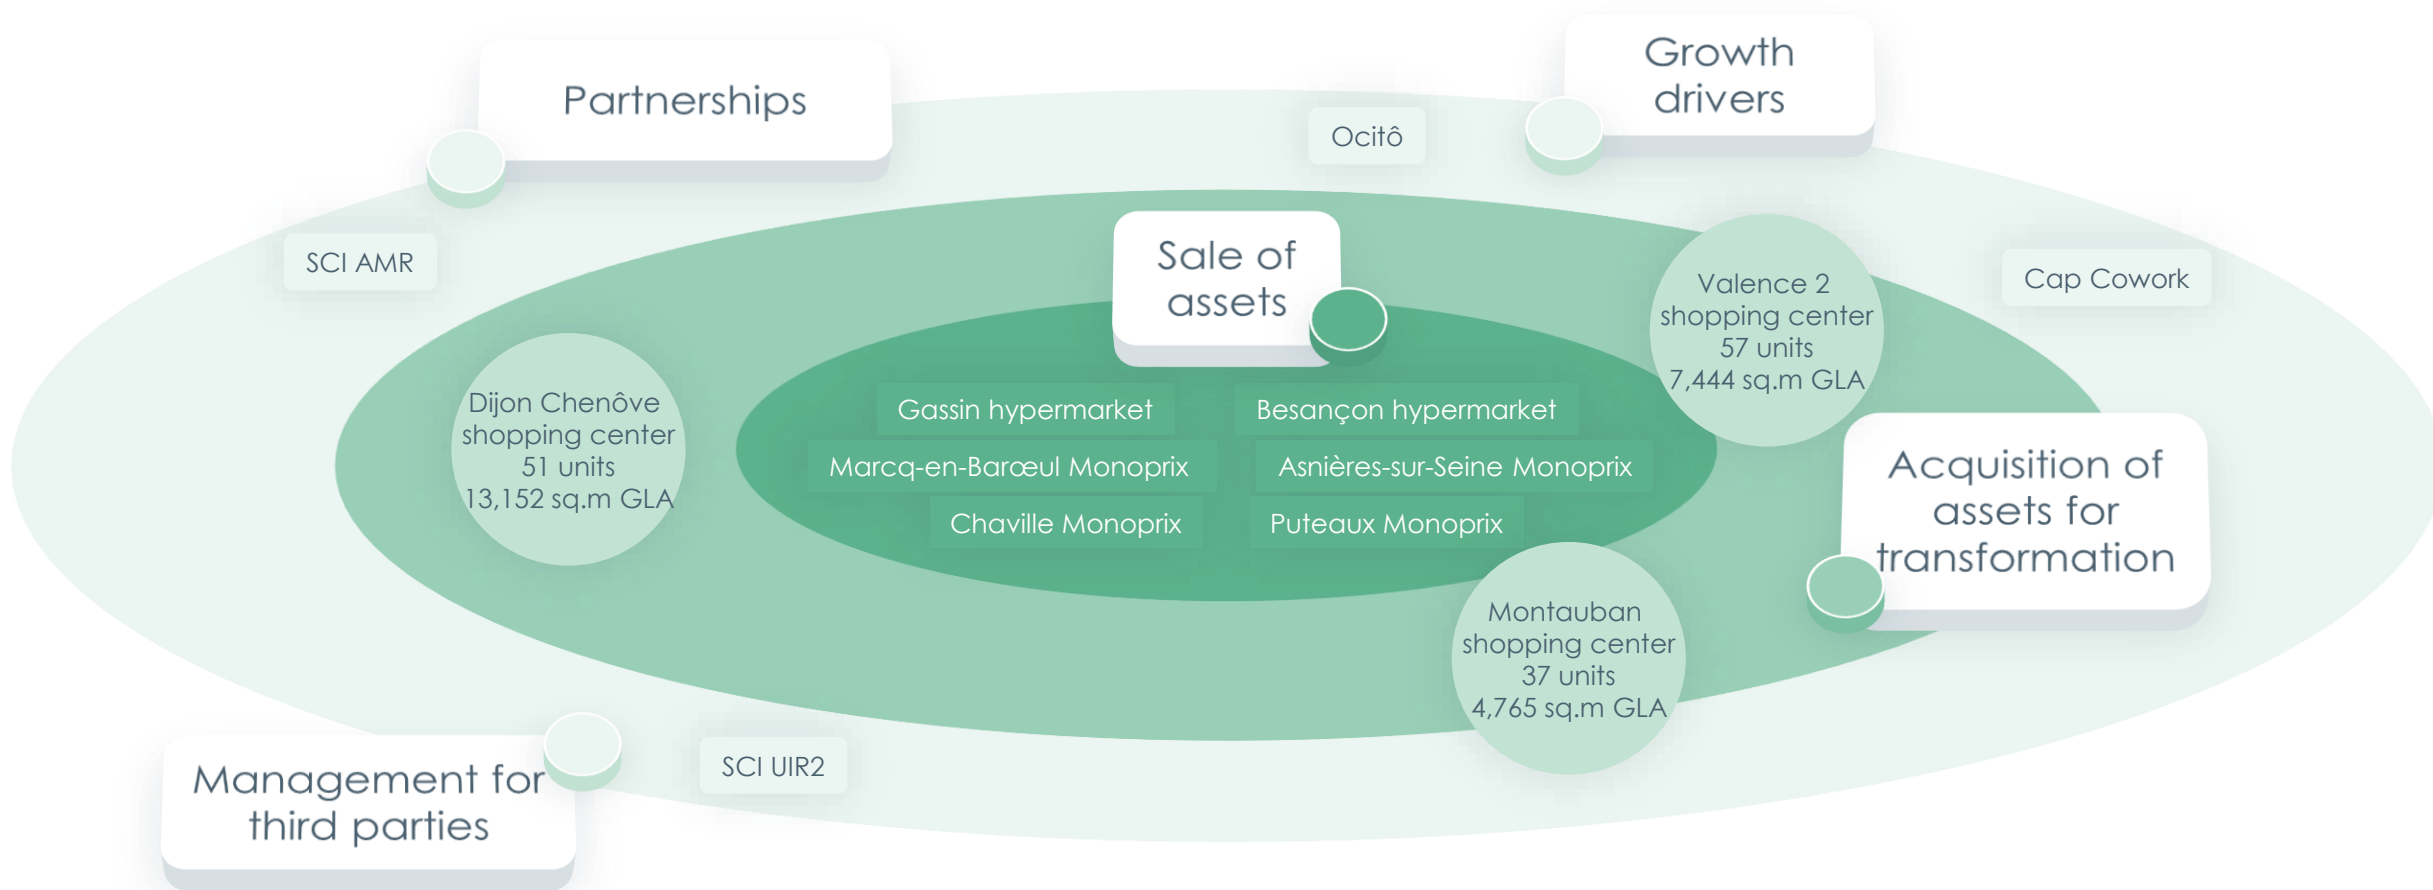 Partnerships
Growth
drivers
Ocitô
SCI AMR
Sale of
assets
Valence 2
shopping center
57 units
7,444 sq.m GLA
Cap Cowork
Dijon Chenôve
shopping center
51 units
13,152 sq.m GLA
Gassin hypermarket
Besançon hypermarket
Marcq-en-Barœul Monoprix
Asnières-sur-Seine Monoprix
Chaville Monoprix
Puteaux Monoprix
Acquisition of
assets for
transformation
Montauban
shopping center
37 units
4,765 sq.m GLA
Management for
third parties
SCI UIR2